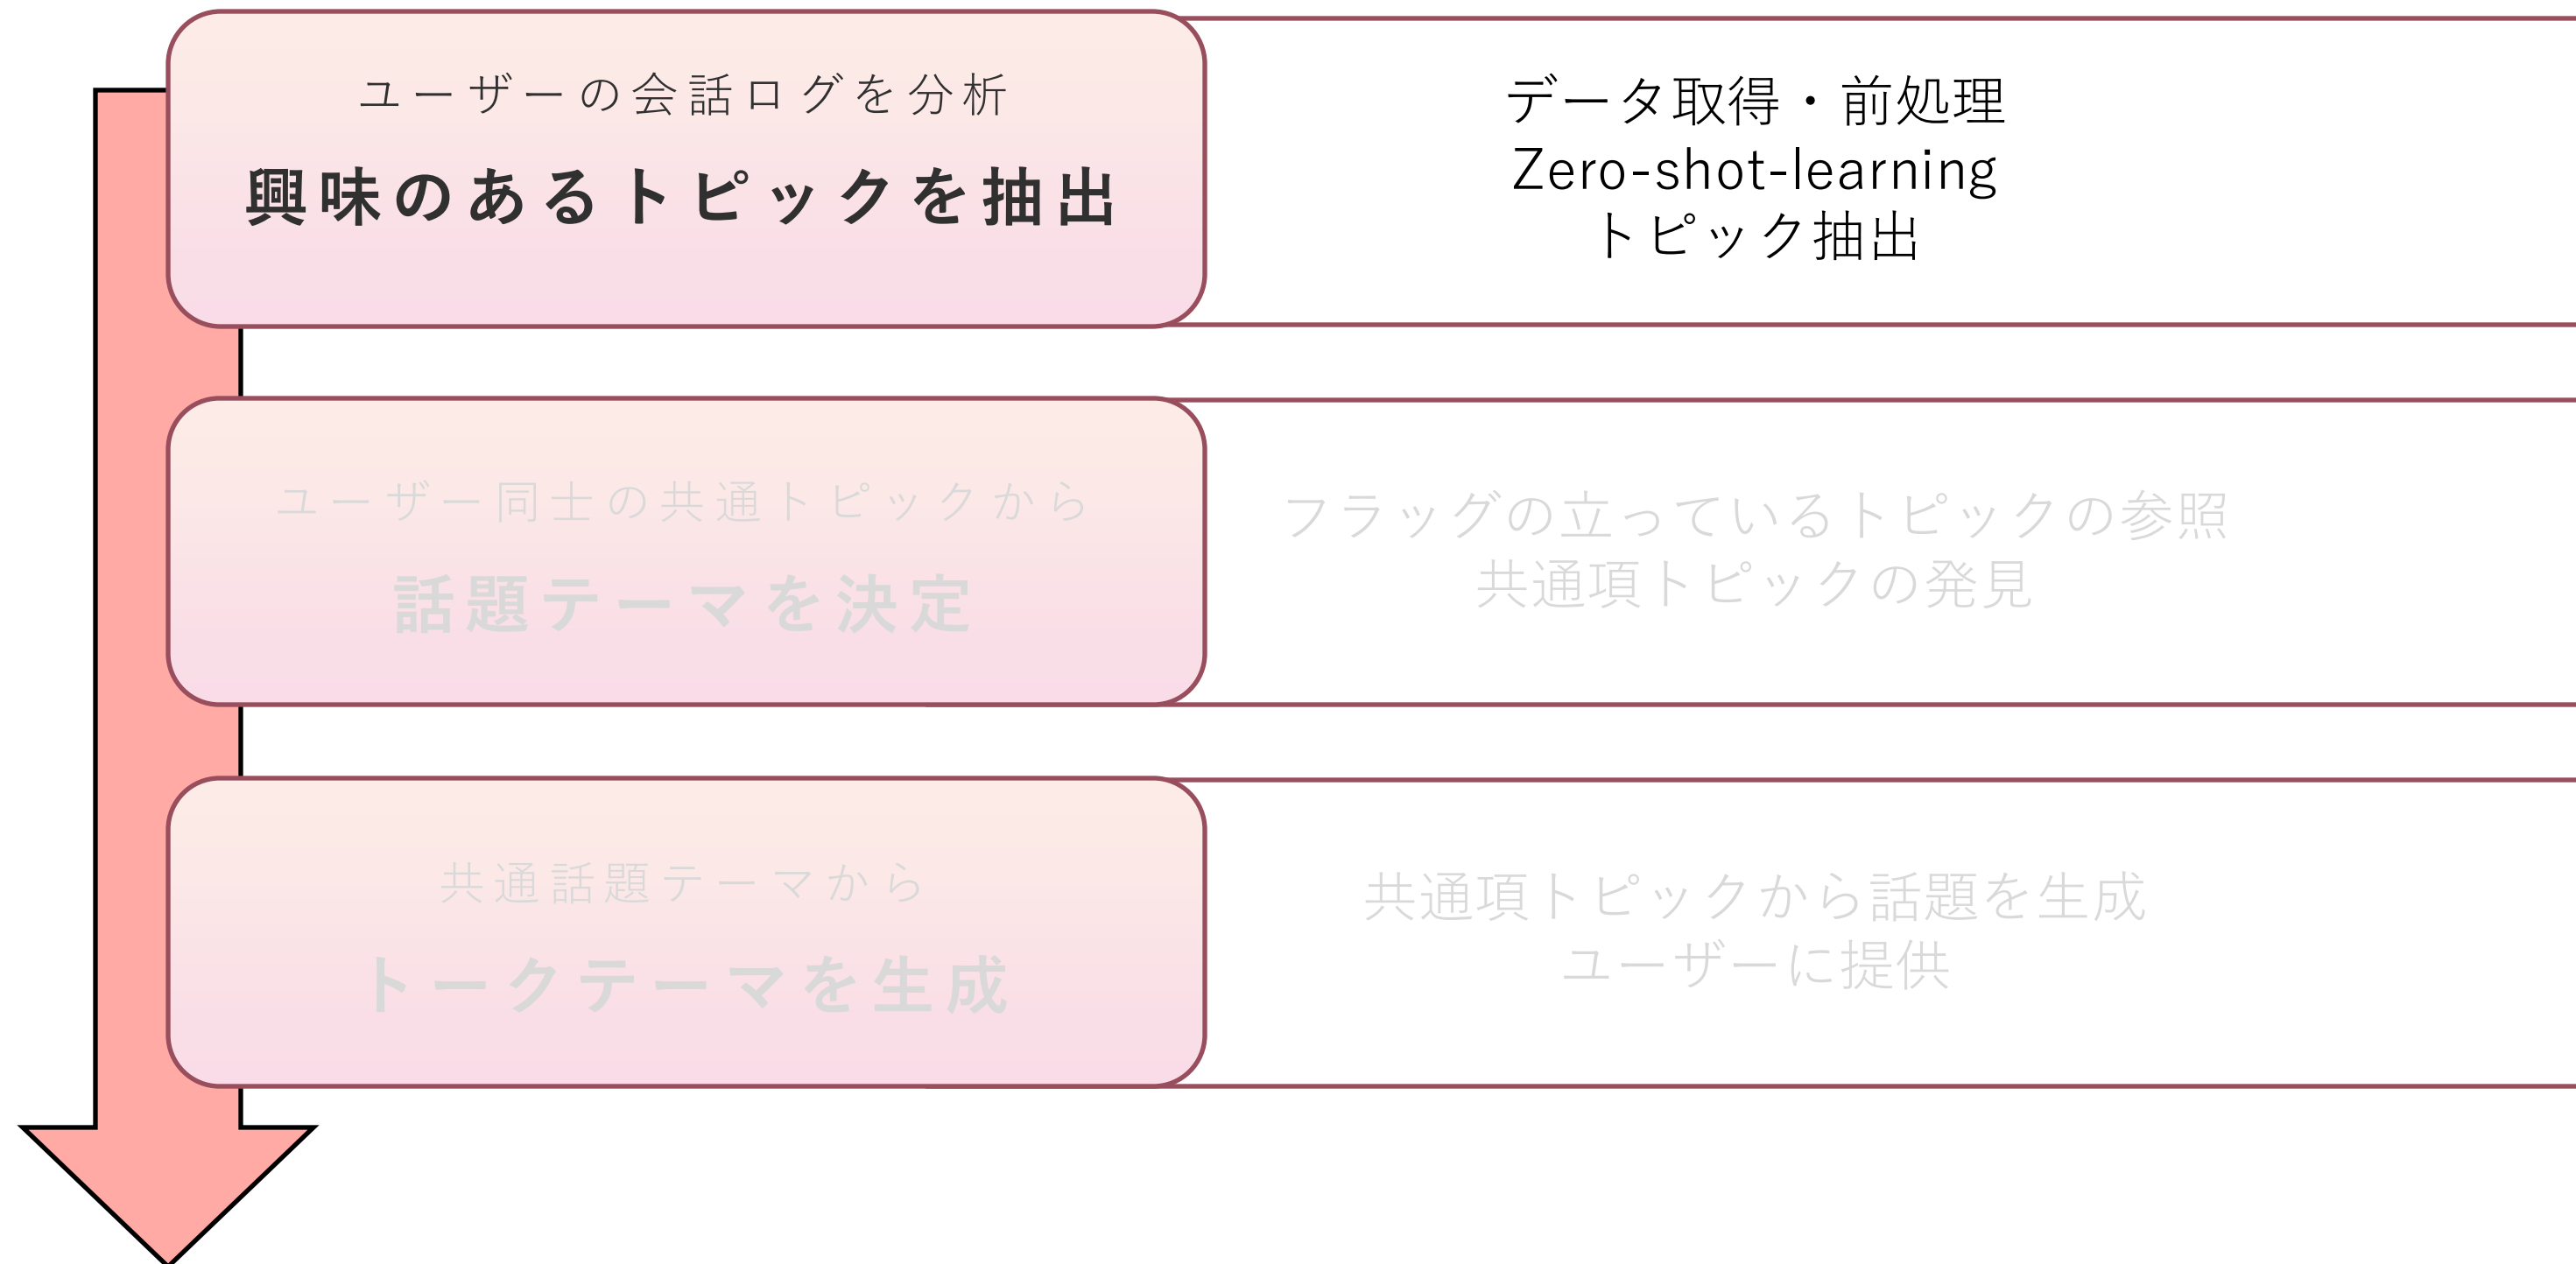 ユーザーの会話ログを分析
興味のあるトピックを抽出
データ取得・前処理
Zero-shot-learning
トピック抽出
ユーザー同士の共通トピックから
話題テーマを決定
フラッグの立っているトピックの参照
共通項トピックの発見
共通話題テーマから
トークテーマを生成
共通項トピックから話題を生成
ユーザーに提供